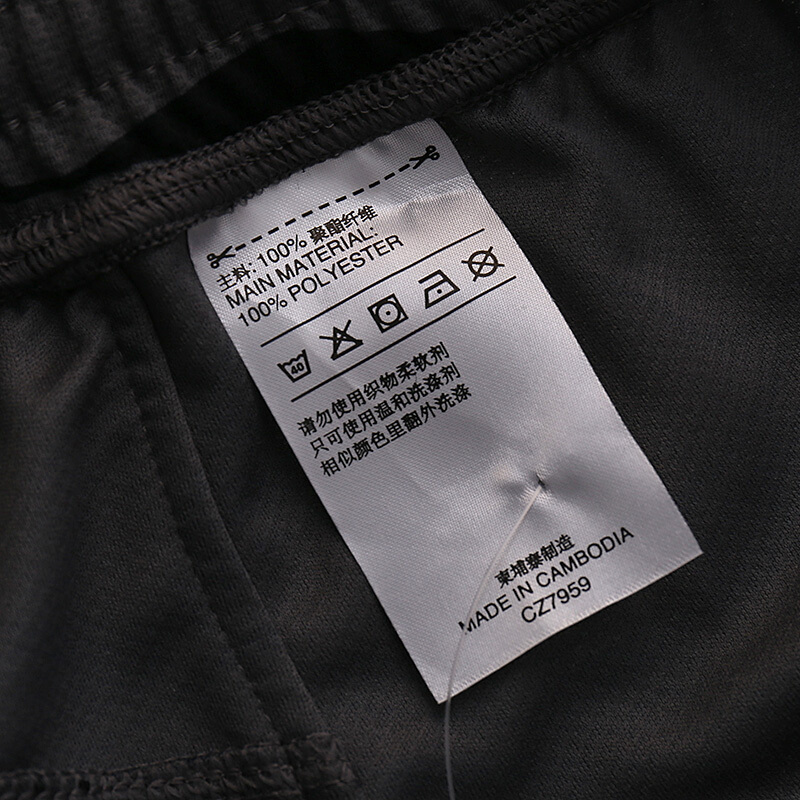 主料: 100% 聚酯纤维
MAIN MATERIAL:
100% POLYESTER
40
请勿使用织物柔软剂
只可使用温和洗涤剂
相似颜色里翻外洗涤
柬埔寨制造
MADE IN CAMBODIA
CZ7959